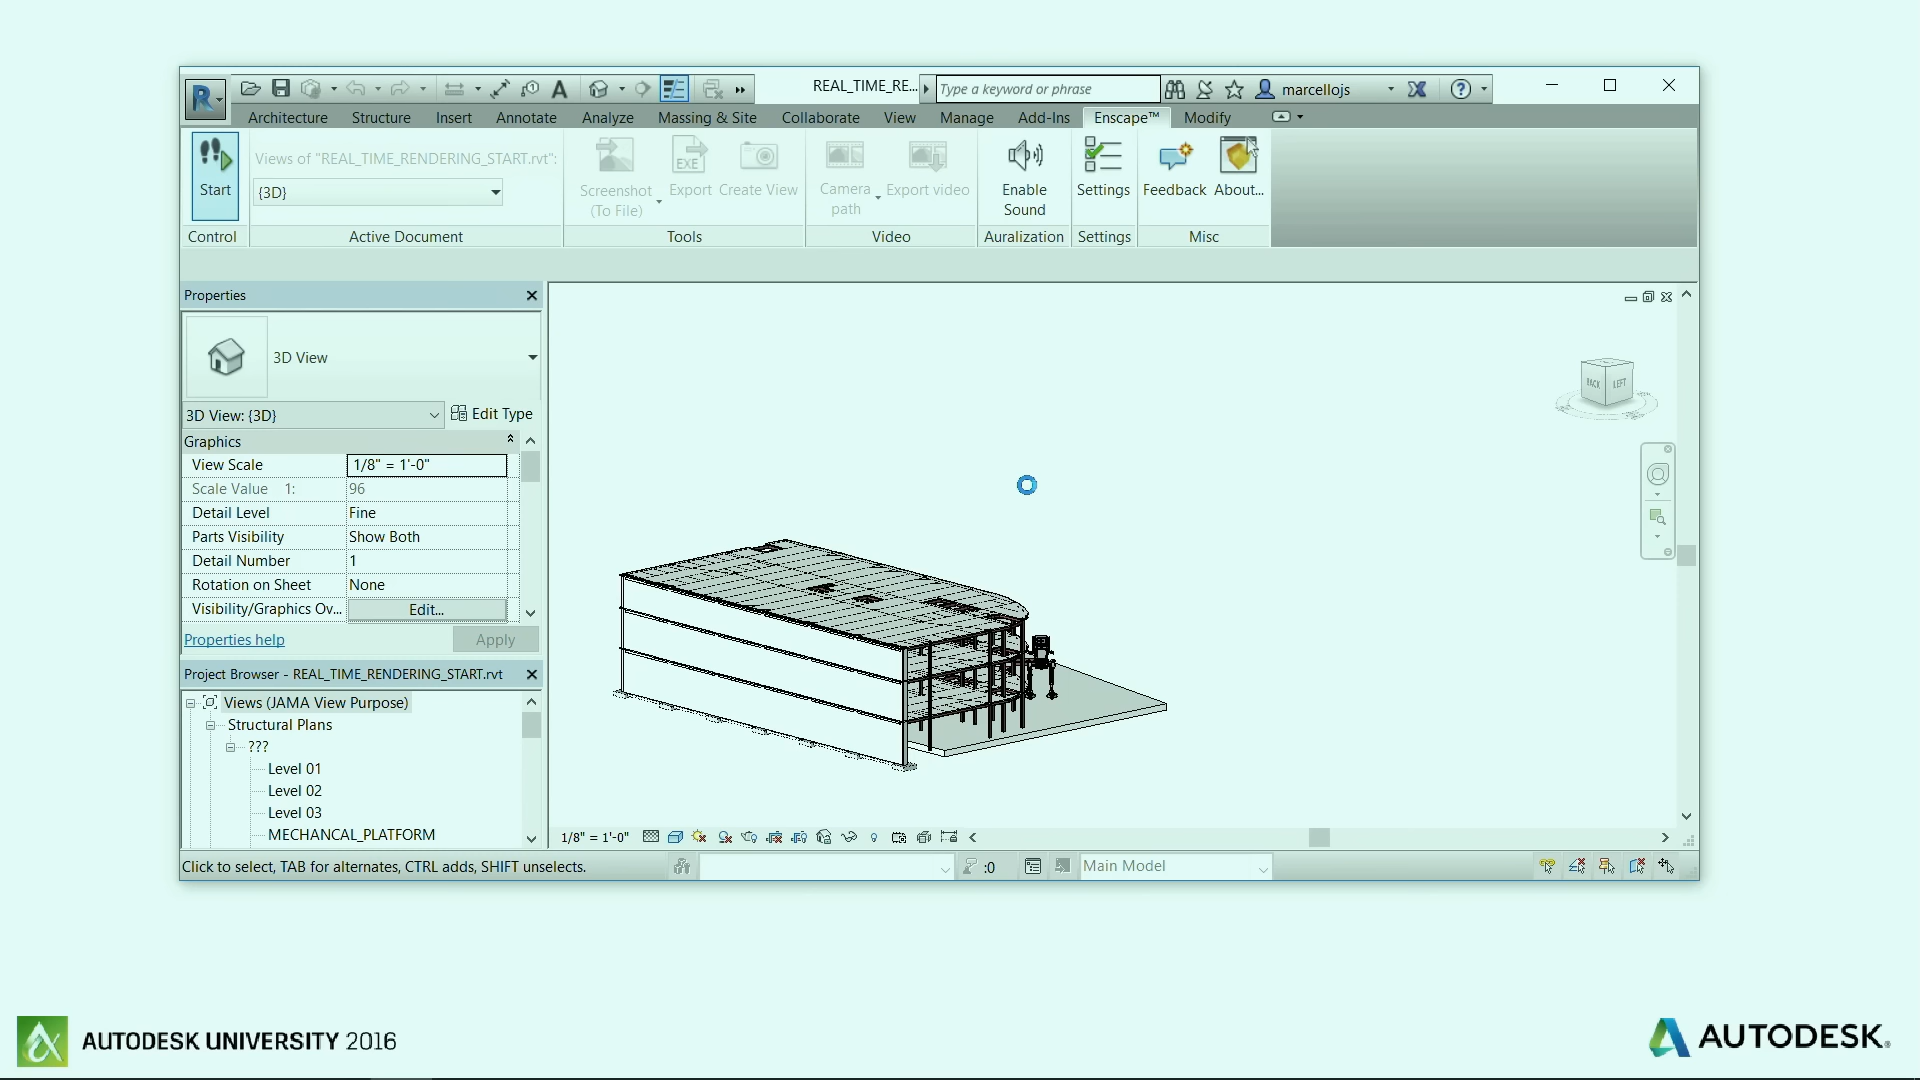 REAL_TIME_RE...
Type a keyword or phrase
marcellojs
Architecture Structure Insert Annotate Analyze Massing & Site Collaborate View Manage Add-Ins Enscape™ Modify
Start
Views of "REAL_TIME_RENDERING_START.rvt":
{3D}
Screenshot
(To File)
Export
Create View
Camera
path
Export video
Enable
Sound
Settings
Feedback
About...
Control
Active Document
Tools
Video
Auralization
Settings
Misc
Properties
3D View
3D View: {3D}
Edit Type
Graphics
View Scale 1/8" = 1'-0"
Scale Value 1: 96
Detail Level Fine
Parts Visibility Show Both
Detail Number 1
Rotation on Sheet None
Visibility/Graphics Ov... Edit...
Properties help
Apply
Project Browser - REAL_TIME_RENDERING_START.rvt
Views (JAMA View Purpose)
Structural Plans
???
Level 01
Level 02
Level 03
MECHANCAL_PLATFORM
BACK LEFT
1/8" = 1'-0"
Click to select, TAB for alternates, CTRL adds, SHIFT unselects.
:0
Main Model
AUTODESK UNIVERSITY 2016
AUTODESK.